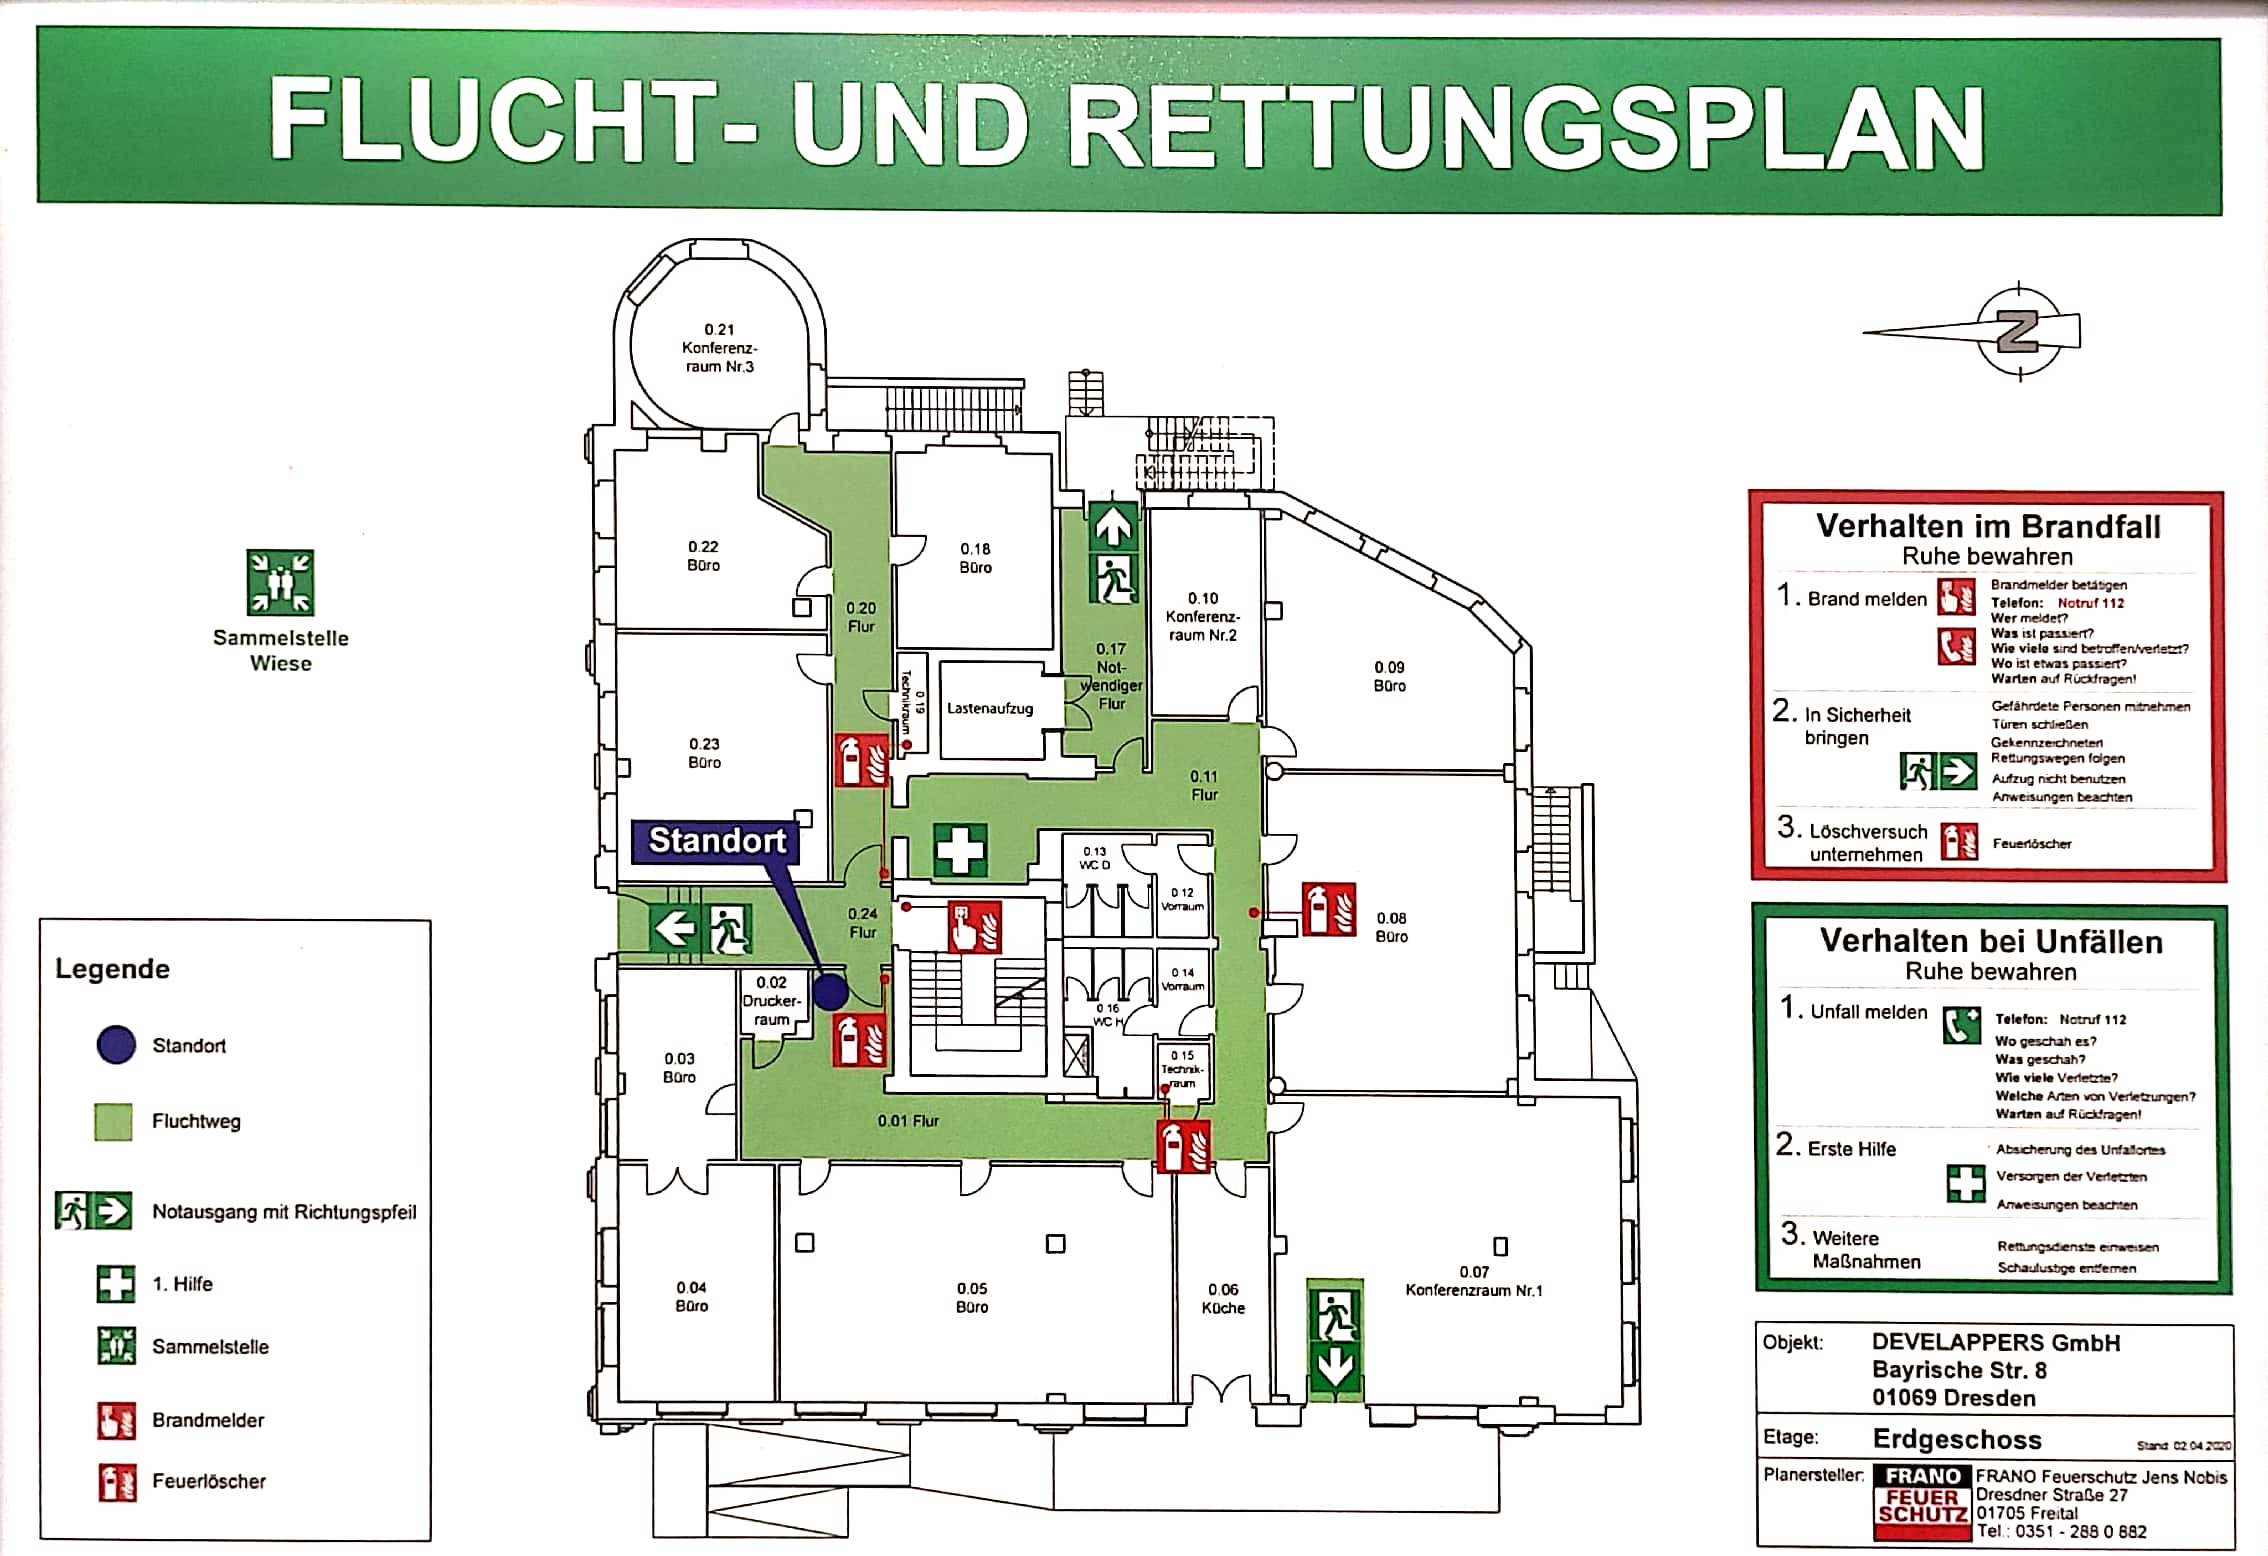 FLUCHT- UND RETTUNGSPLAN
0.21
Konferenz-
raum Nr.3
N
0.22
Büro
0.20
Flur
0.18
Büro
0.10
Konferenz-
raum Nr.2
0.17
Not-
wendiger
Flur
0.09
Büro
0.19
Technikraum
Lastenaufzug
0.23
Büro
0.11
Flur
Standort
0.13
WC D
0.12
Vorraum
0.24
Flur
0.08
Büro
0.02
Drucker-
raum
0.14
Vorraum
0.16
WC H
0.03
Büro
0.15
Technik-
raum
0.01 Flur
0.04
Büro
0.05
Büro
0.06
Küche
0.07
Konferenzraum Nr.1
Sammelstelle
Wiese
Legende
Standort
Fluchtweg
Notausgang mit Richtungspfeil
1. Hilfe
Sammelstelle
Brandmelder
Feuerlöscher
Verhalten im Brandfall
Ruhe bewahren
1. Brand melden
Brandmelder betätigen
Telefon: Notruf 112
Wer meldet?
Was ist passiert?
Wie viele sind betroffen/verletzt?
Wo ist etwas passiert?
Warten auf Rückfragen!
2. In Sicherheit
bringen
Gefährdete Personen mitnehmen
Türen schließen
Gekennzeichneten
Rettungswegen folgen
Aufzug nicht benutzen
Anweisungen beachten
3. Löschversuch
unternehmen
Feuerlöscher
Verhalten bei Unfällen
Ruhe bewahren
1. Unfall melden
Telefon: Notruf 112
Wo geschah es?
Was geschah?
Wie viele Verletzte?
Welche Arten von Verletzungen?
Warten auf Rückfragen!
2. Erste Hilfe
Absicherung des Unfallortes
Versorgen der Verletzten
Anweisungen beachten
3. Weitere
Maßnahmen
Rettungsdienste einweisen
Schaulustige entfernen
Objekt: DEVELAPPERS GmbH
Bayrische Str. 8
01069 Dresden
Etage: Erdgeschoss Stand: 02.04.2020
Planersteller:
FRANO
FEUER
SCHUTZ
FRANO Feuerschutz Jens Nobis
Dresdner Straße 27
01705 Freital
Tel.: 0351 - 288 0 882